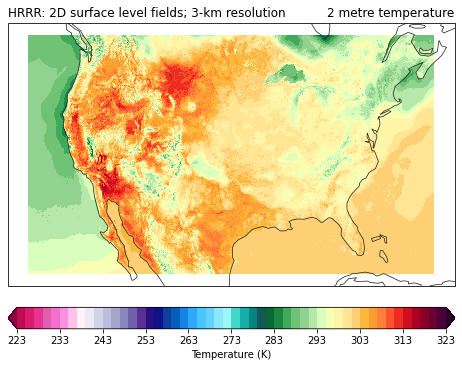 HRRR: 2D surface level fields; 3-km resolution 2 metre temperature
223 233 243 253 263 273 283 293 303 313 323
Temperature (K)